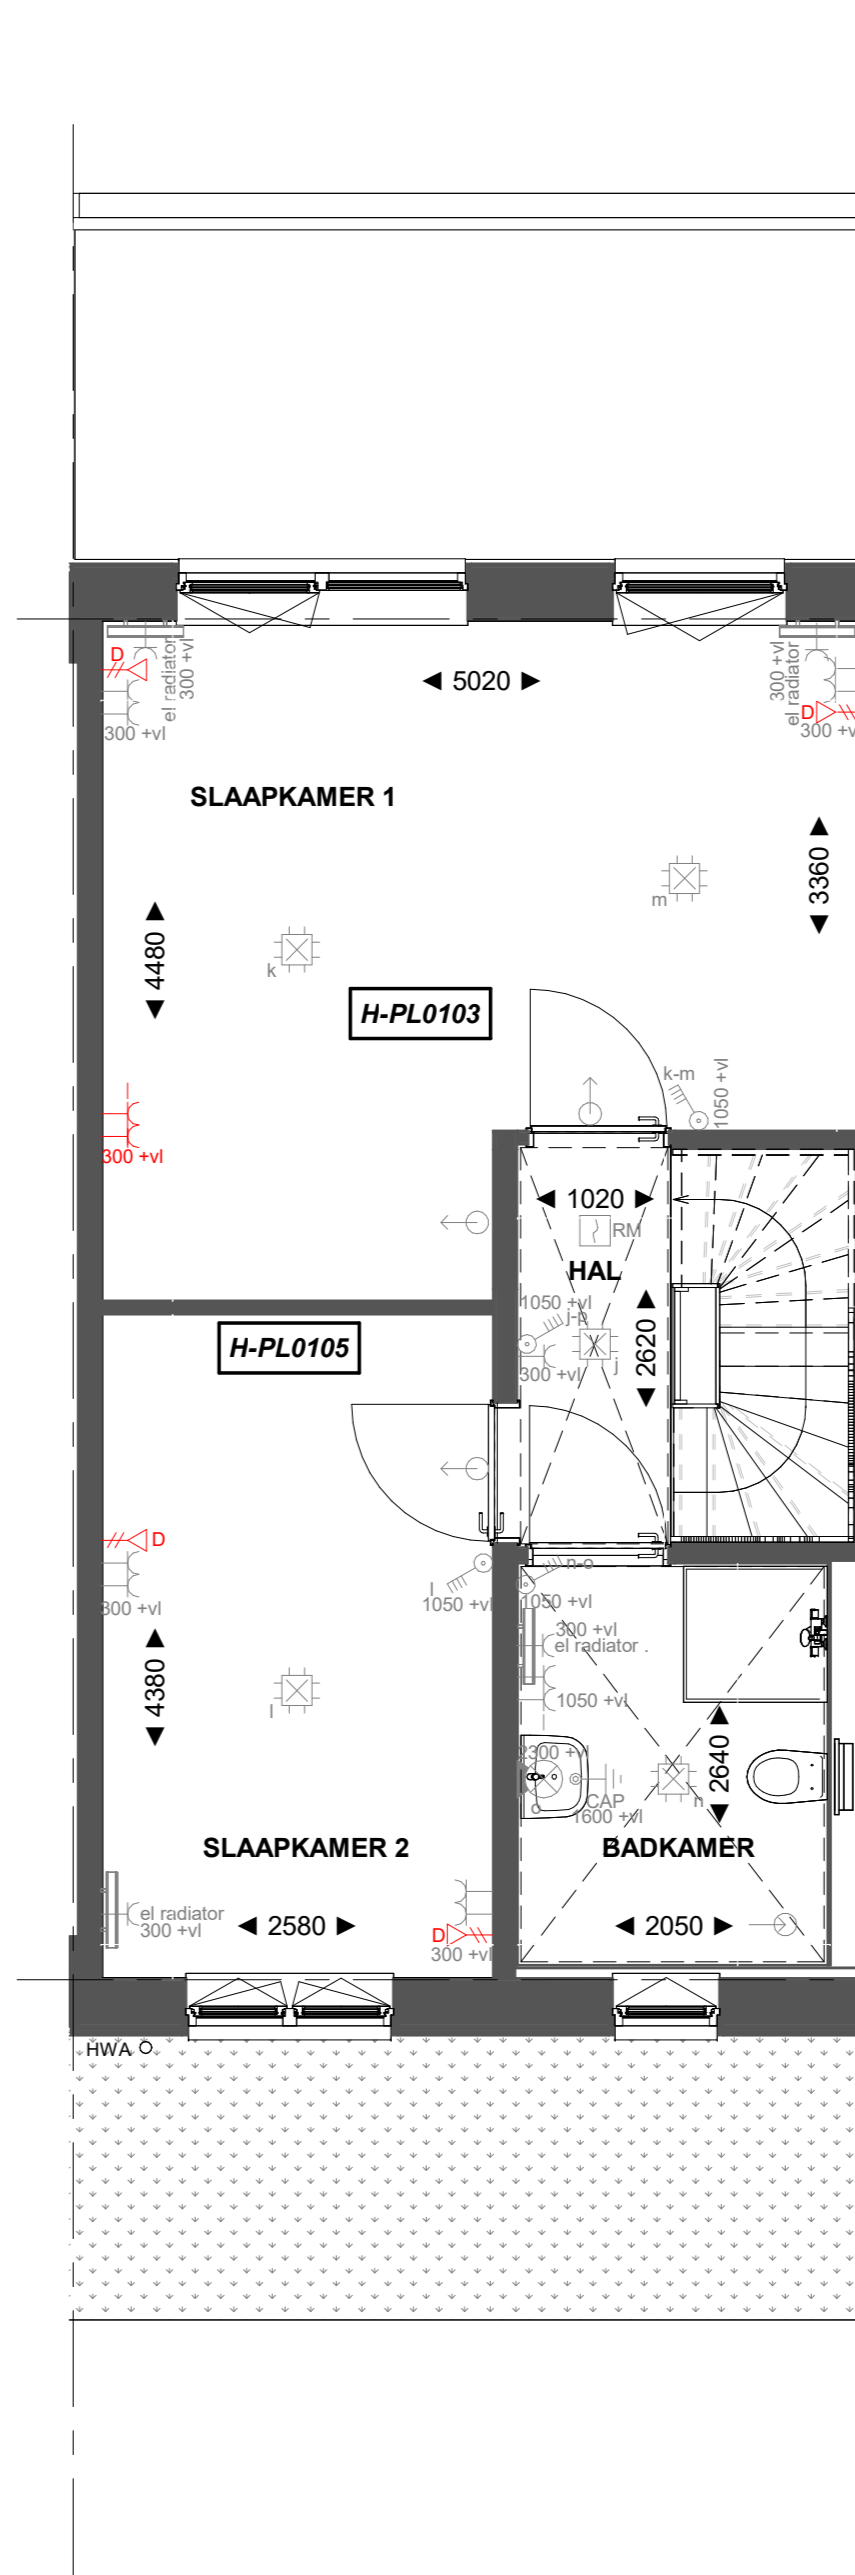 D
el radiator
300 +vl
300 +vl
5020
300 +vl
el radiator
D
300 +v
SLAAPKAMER 1
3360
m
4480
k
H-PL0103
k-m
1050 +vl
300 +vl
1020
RM
HAL
1050 +vl
j-p
2620
300 +vl
j
H-PL0105
D
300 +vl
l
1050 +vl
n-o
1050 +vl
300 +vl
el radiator .
1050 +vl
4380
l
2300 +vl
2640
o
CAP
1600 +vl
n
SLAAPKAMER 2
BADKAMER
el radiator
300 +vl
2580
D
300 +vl
2050
HWA